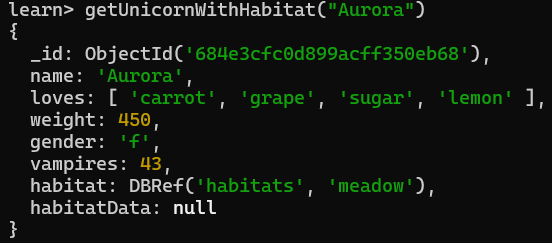 learn> getUnicornWithHabitat("Aurora")
{
  _id: ObjectId('684e3cfc0d899acff350eb68'),
  name: 'Aurora',
  loves: [ 'carrot', 'grape', 'sugar', 'lemon' ],
  weight: 450,
  gender: 'f',
  vampires: 43,
  habitat: DBRef('habitats', 'meadow'),
  habitatData: null
}